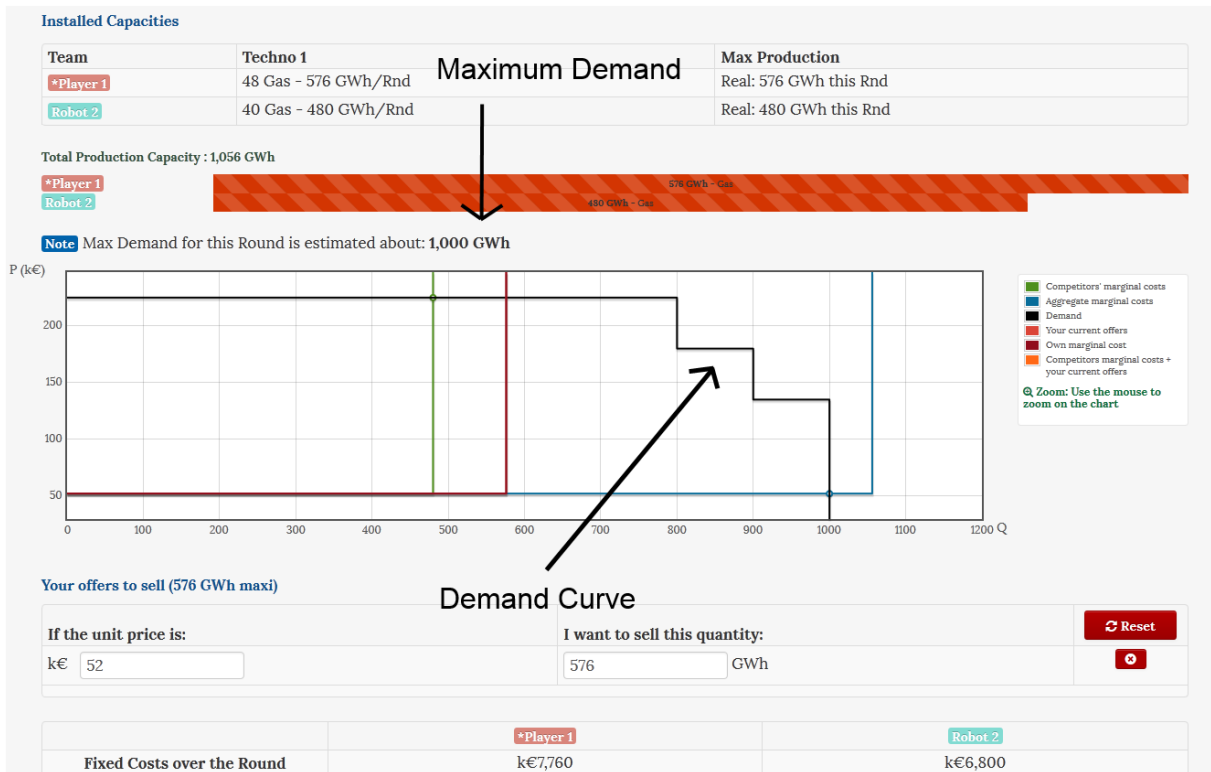 Installed Capacities
Team Techno 1 Max Production
Maximum Demand
*Player 1 48 Gas - 576 GWh/Rnd Real: 576 GWh this Rnd
Robot 2 40 Gas - 480 GWh/Rnd Real: 480 GWh this Rnd
Total Production Capacity : 1,056 GWh
*Player 1 576 GWh - Gas
Robot 2 480 GWh - Gas
Note Max Demand for this Round is estimated about: 1,000 GWh
P (k€)
200
150
100
50
0 100 200 300 400 500 600 700 800 900 1000 1100 1200 Q
Competitors' marginal costs
Aggregate marginal costs
Demand
Your current offers
Own marginal cost
Competitors marginal costs +
your current offers
Zoom: Use the mouse to
zoom on the chart
Demand Curve
Your offers to sell (576 GWh maxi)
If the unit price is: I want to sell this quantity: Reset
k€ 52 576 GWh
*Player 1 Robot 2
Fixed Costs over the Round k€7,760 k€6,800